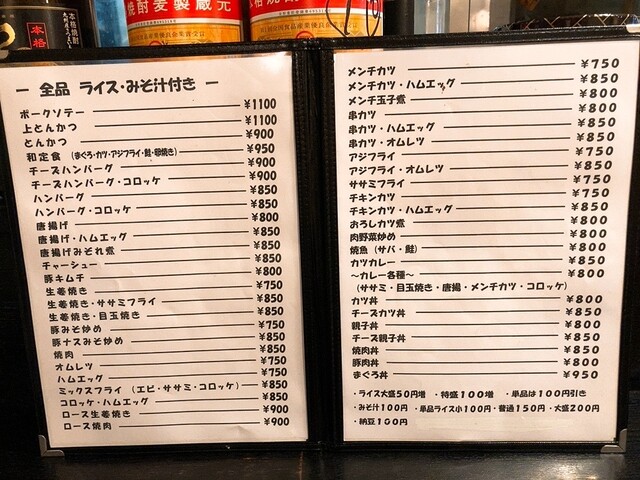 焼酎麦製蔵元
本格
― 全品 ライス・みそ汁付き ―
ポークソテー ¥1100
上とんかつ ¥1100
とんかつ ¥900
和定食 (まぐろ・カツ・アジフライ・鮭・卵焼き) ¥950
チーズハンバーグ ¥900
チーズハンバーグ・コロッケ ¥900
ハンバーグ ¥850
ハンバーグ・コロッケ ¥850
唐揚げ ¥800
唐揚げ・ハムエッグ ¥850
唐揚げみぞれ煮 ¥850
チャーシュー ¥850
豚キムチ ¥800
生姜焼き ¥750
生姜焼き・ササミフライ ¥850
生姜焼き・目玉焼き ¥850
豚みそ炒め ¥750
豚ナスみそ炒め ¥850
焼肉 ¥850
オムレツ ¥750
ハムエッグ ¥750
ミックスフライ (エビ・ササミ・コロッケ) ¥850
コロッケ・ハムエッグ ¥850
ロース生姜焼き ¥900
ロース焼肉 ¥900
メンチカツ ¥750
メンチカツ・ハムエッグ ¥850
メンチ玉子煮 ¥800
串カツ ¥800
串カツ・ハムエッグ ¥850
串カツ・オムレツ ¥850
アジフライ ¥750
アジフライ・オムレツ ¥850
ササミフライ ¥750
チキンカツ ¥750
チキンカツ・ハムエッグ ¥850
おろしカツ煮 ¥800
肉野菜炒め ¥800
焼魚 (サバ・鮭) ¥800
カツカレー ¥850
～カレー各種～ ¥800
(ササミ・目玉焼き・唐揚・メンチカツ・コロッケ)
カツ丼 ¥800
チーズカツ丼 ¥850
親子丼 ¥800
チーズ親子丼 ¥850
焼肉丼 ¥850
豚肉丼 ¥800
まぐろ丼 ¥950
・ライス大盛50円増 ・特盛100増 ・単品は100円引き
・みそ汁100円 ・単品ライス小100円・普通150円・大盛200円
・納豆100円